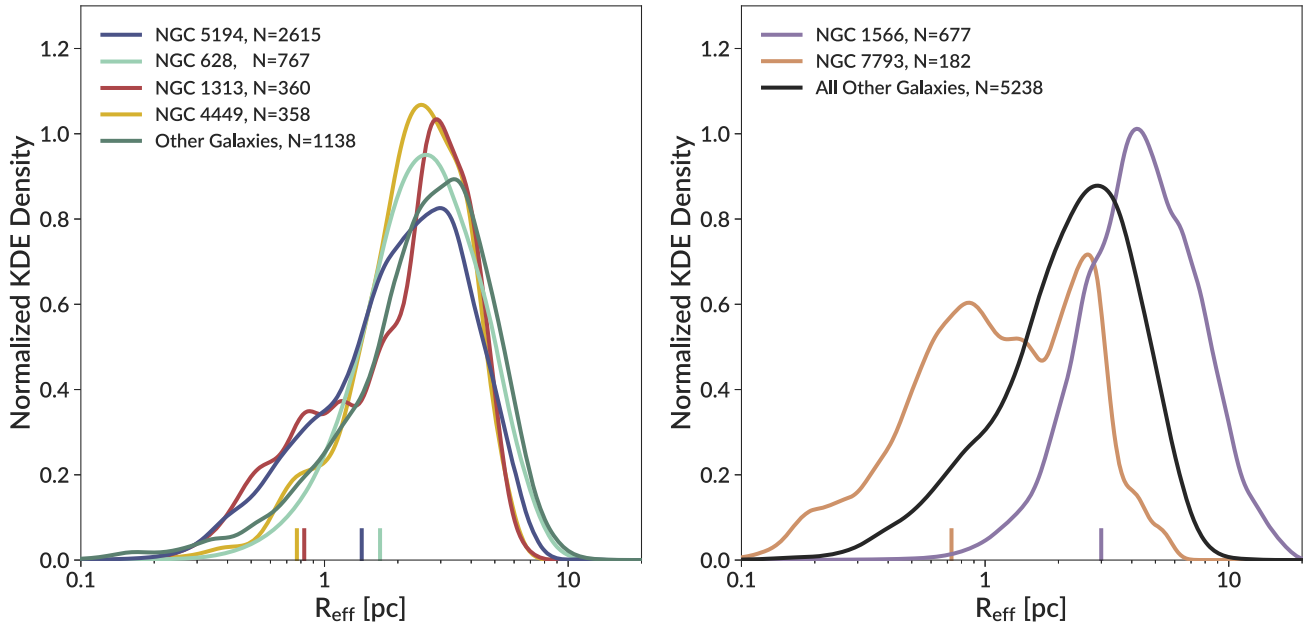 Normalized KDE Density
1.2
1.0
0.8
0.6
0.4
0.2
0.0
NGC 5194, N=2615
NGC 628, N=767
NGC 1313, N=360
NGC 4449, N=358
Other Galaxies, N=1138
0.1
1
10
R_eff [pc]
Normalized KDE Density
1.2
1.0
0.8
0.6
0.4
0.2
0.0
NGC 1566, N=677
NGC 7793, N=182
All Other Galaxies, N=5238
0.1
1
10
R_eff [pc]